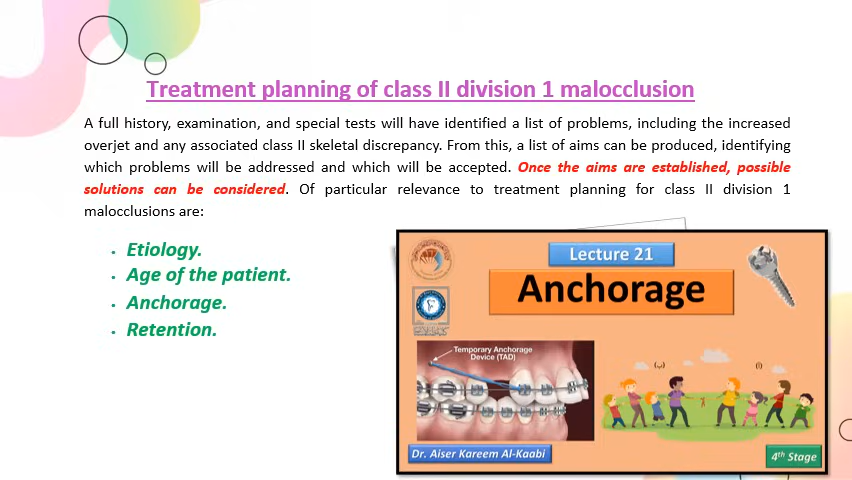 Treatment planning of class II division 1 malocclusion
A full history, examination, and special tests will have identified a list of problems, including the increased
overjet and any associated class II skeletal discrepancy. From this, a list of aims can be produced, identifying
which problems will be addressed and which will be accepted. Once the aims are established, possible
solutions can be considered. Of particular relevance to treatment planning for class II division 1
malocclusions are:
• Etiology.
• Age of the patient.
• Anchorage.
• Retention.
Lecture 21
Anchorage
Temporary Anchorage
Device (TAD)
(ب)
(أ)
Dr. Aiser Kareem Al-Kaabi
4th Stage